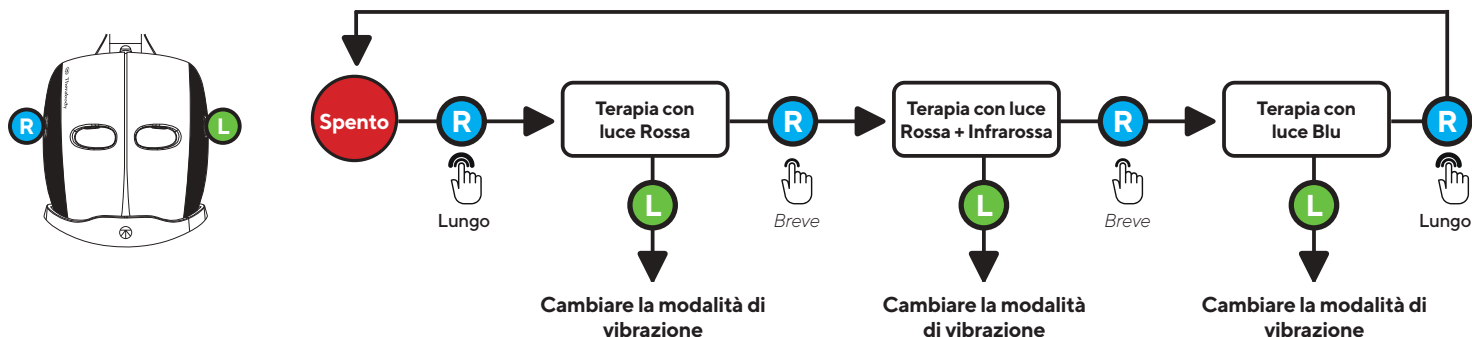 Therabody
R
L
Spento
R
Lungo
Terapia con
luce Rossa
L
Cambiare la modalità di
vibrazione
R
Breve
Terapia con luce
Rossa + Infrarossa
L
Cambiare la modalità
di vibrazione
R
Breve
Terapia con
luce Blu
L
Cambiare la modalità di
vibrazione
R
Lungo